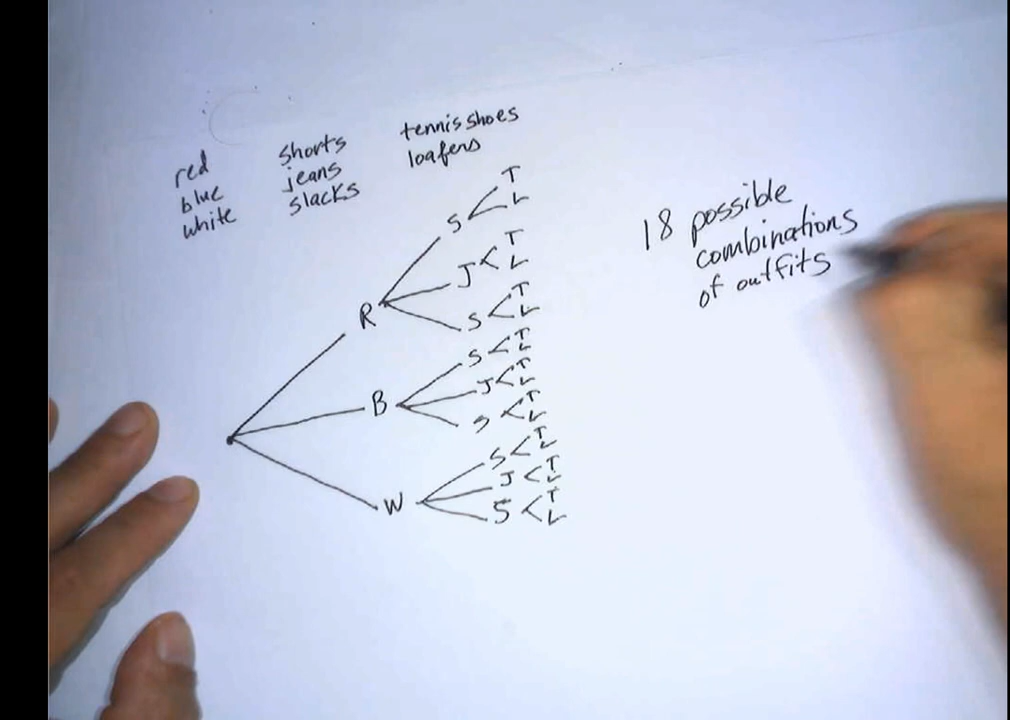 red
blue
white
shorts
jeans
slacks
tennis shoes
loafers
R
S
T
L
J
T
L
S
T
L
B
S
T
L
J
T
L
S
T
L
W
S
T
L
J
T
L
S
T
L
18 possible
combinations
of outfits